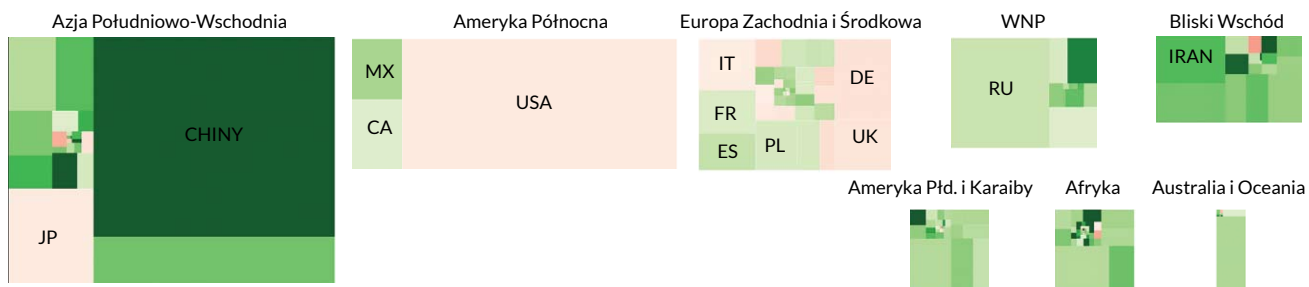 Azja Południowo-Wschodnia
CHINY
JP
Ameryka Północna
MX
CA
USA
Europa Zachodnia i Środkowa
IT
FR
ES
PL
DE
UK
WNP
RU
Bliski Wschód
IRAN
Ameryka Płd. i Karaiby
Afryka
Australia i Oceania